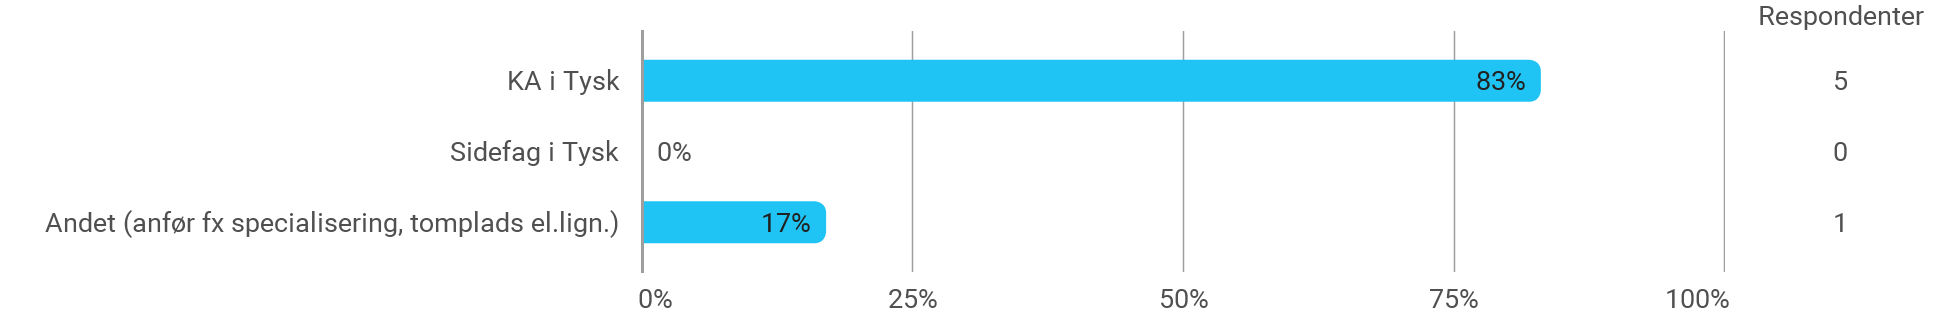 Respondenter
KA i Tysk 83% 5
Sidefag i Tysk 0% 0
Andet (anfør fx specialisering, tomplads el.lign.) 17% 1
0% 25% 50% 75% 100%